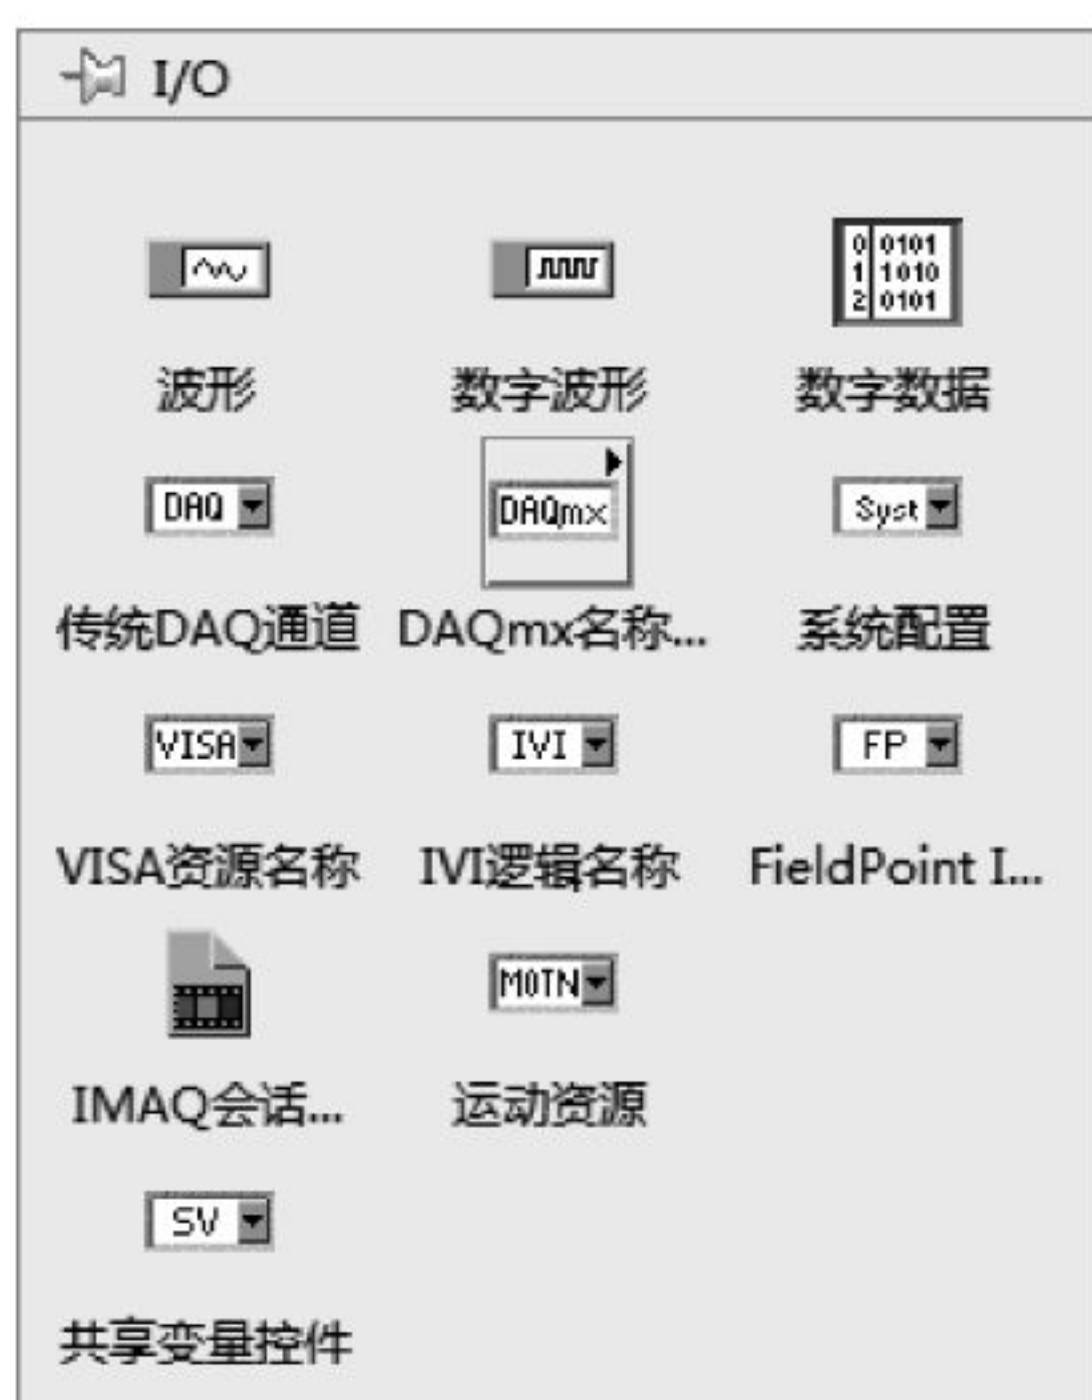 I/O
0 0101
1 1010
2 0101
波形 数字波形 数字数据
DAQ DAQmx Syst
传统DAQ通道 DAQmx名称... 系统配置
VISA IVI FP
VISA资源名称 IVI逻辑名称 FieldPoint I...
MOTN
IMAQ会话... 运动资源
SV
共享变量控件